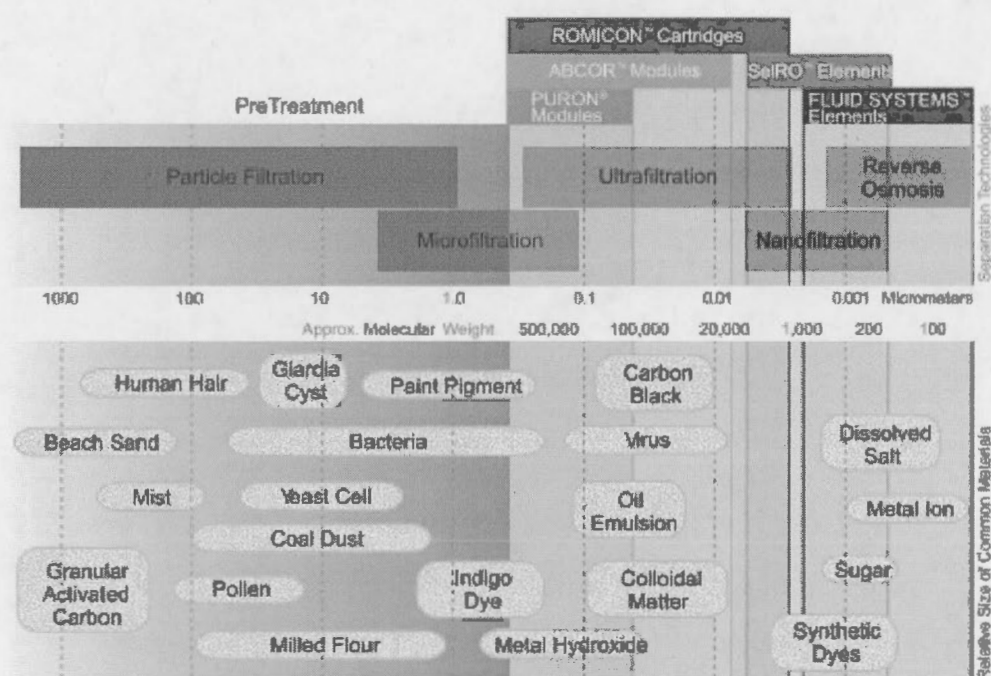 ROMICON™ Cartridges
ABCOR™ Modules
SelRO™ Elements
PURON®
Modules
FLUID SYSTEMS™
Elements
PreTreatment
Particle Filtration
Ultrafiltration
Reverse
Osmosis
Microfiltration
Nanofiltration
Separation Technologies
1000 100 10 1.0 0.1 0.01 0.001 Micrometers
Approx. Molecular Weight 500,000 100,000 20,000 1,000 200 100
Human Hair
Giardia
Cyst
Paint Pigment
Carbon
Black
Beach Sand
Bacteria
Virus
Dissolved
Salt
Mist
Yeast Cell
Oil
Emulsion
Metal Ion
Coal Dust
Granular
Activated
Carbon
Pollen
Indigo
Dye
Colloidal
Matter
Sugar
Milled Flour
Metal Hydroxide
Synthetic
Dyes
Relative Size of Common Materials